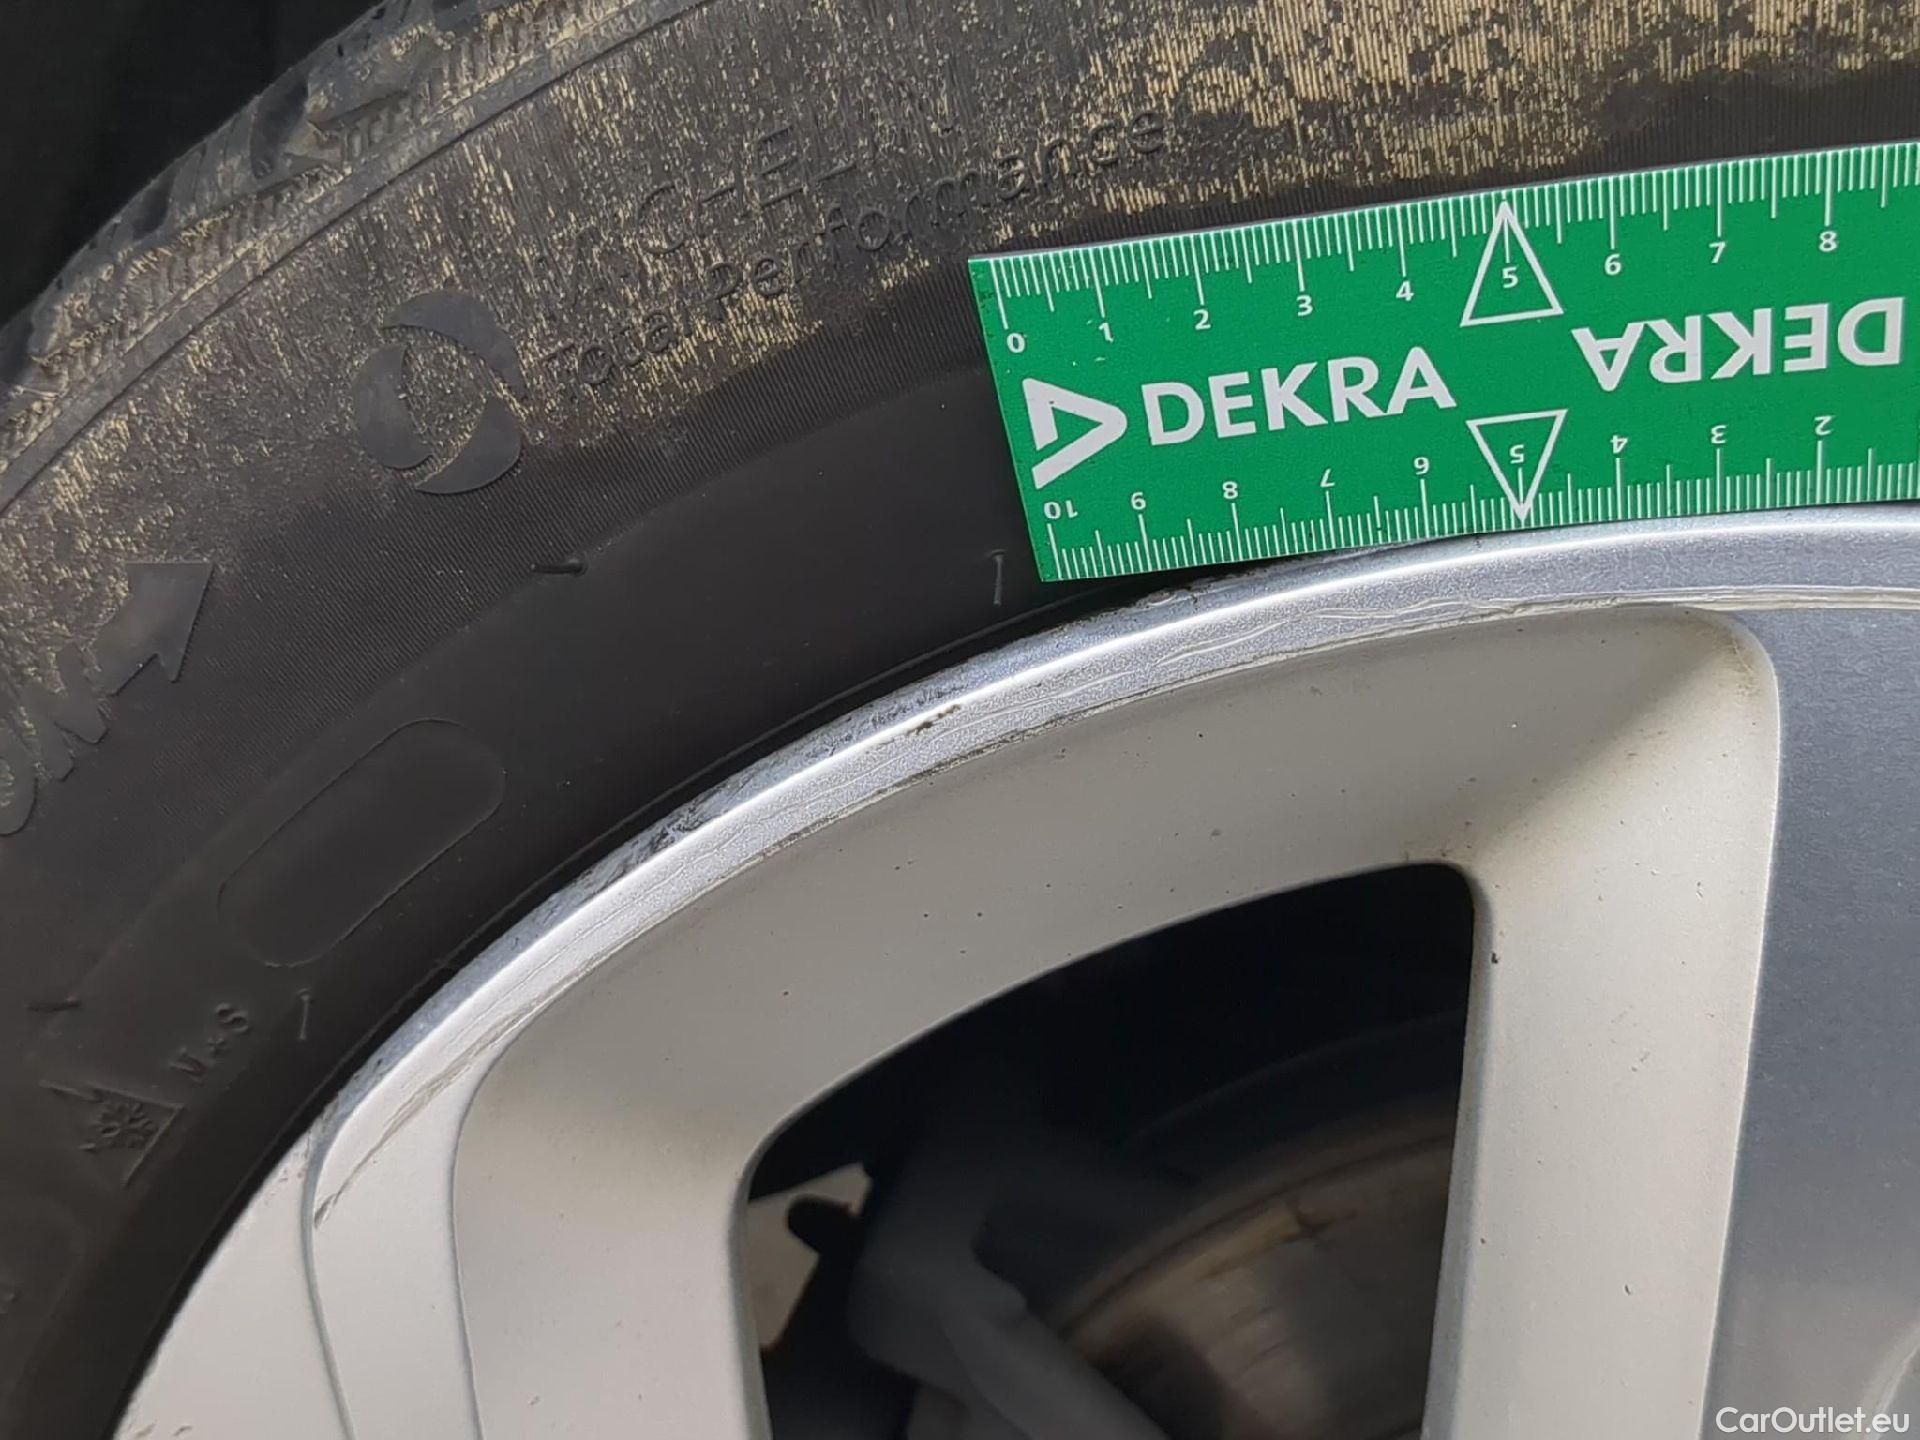 MICHELIN
Total Performance
0 1 2 3 4 5 6 7 8
DEKRA DEKRA
10 9 8 7 6 5 4 3 2
M+S
CarOutlet.eu